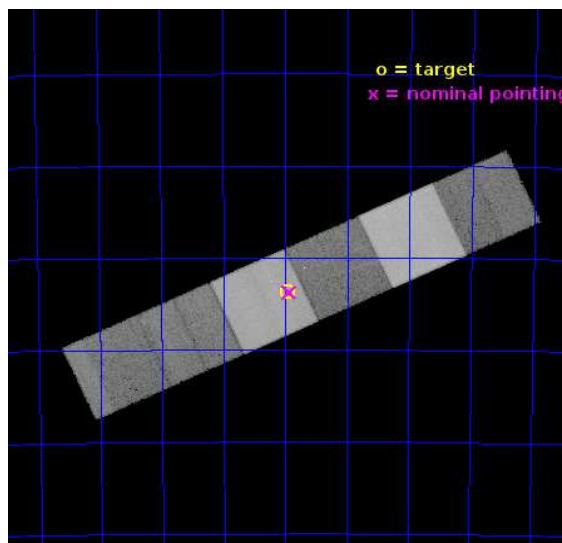 o = target
x = nominal pointing